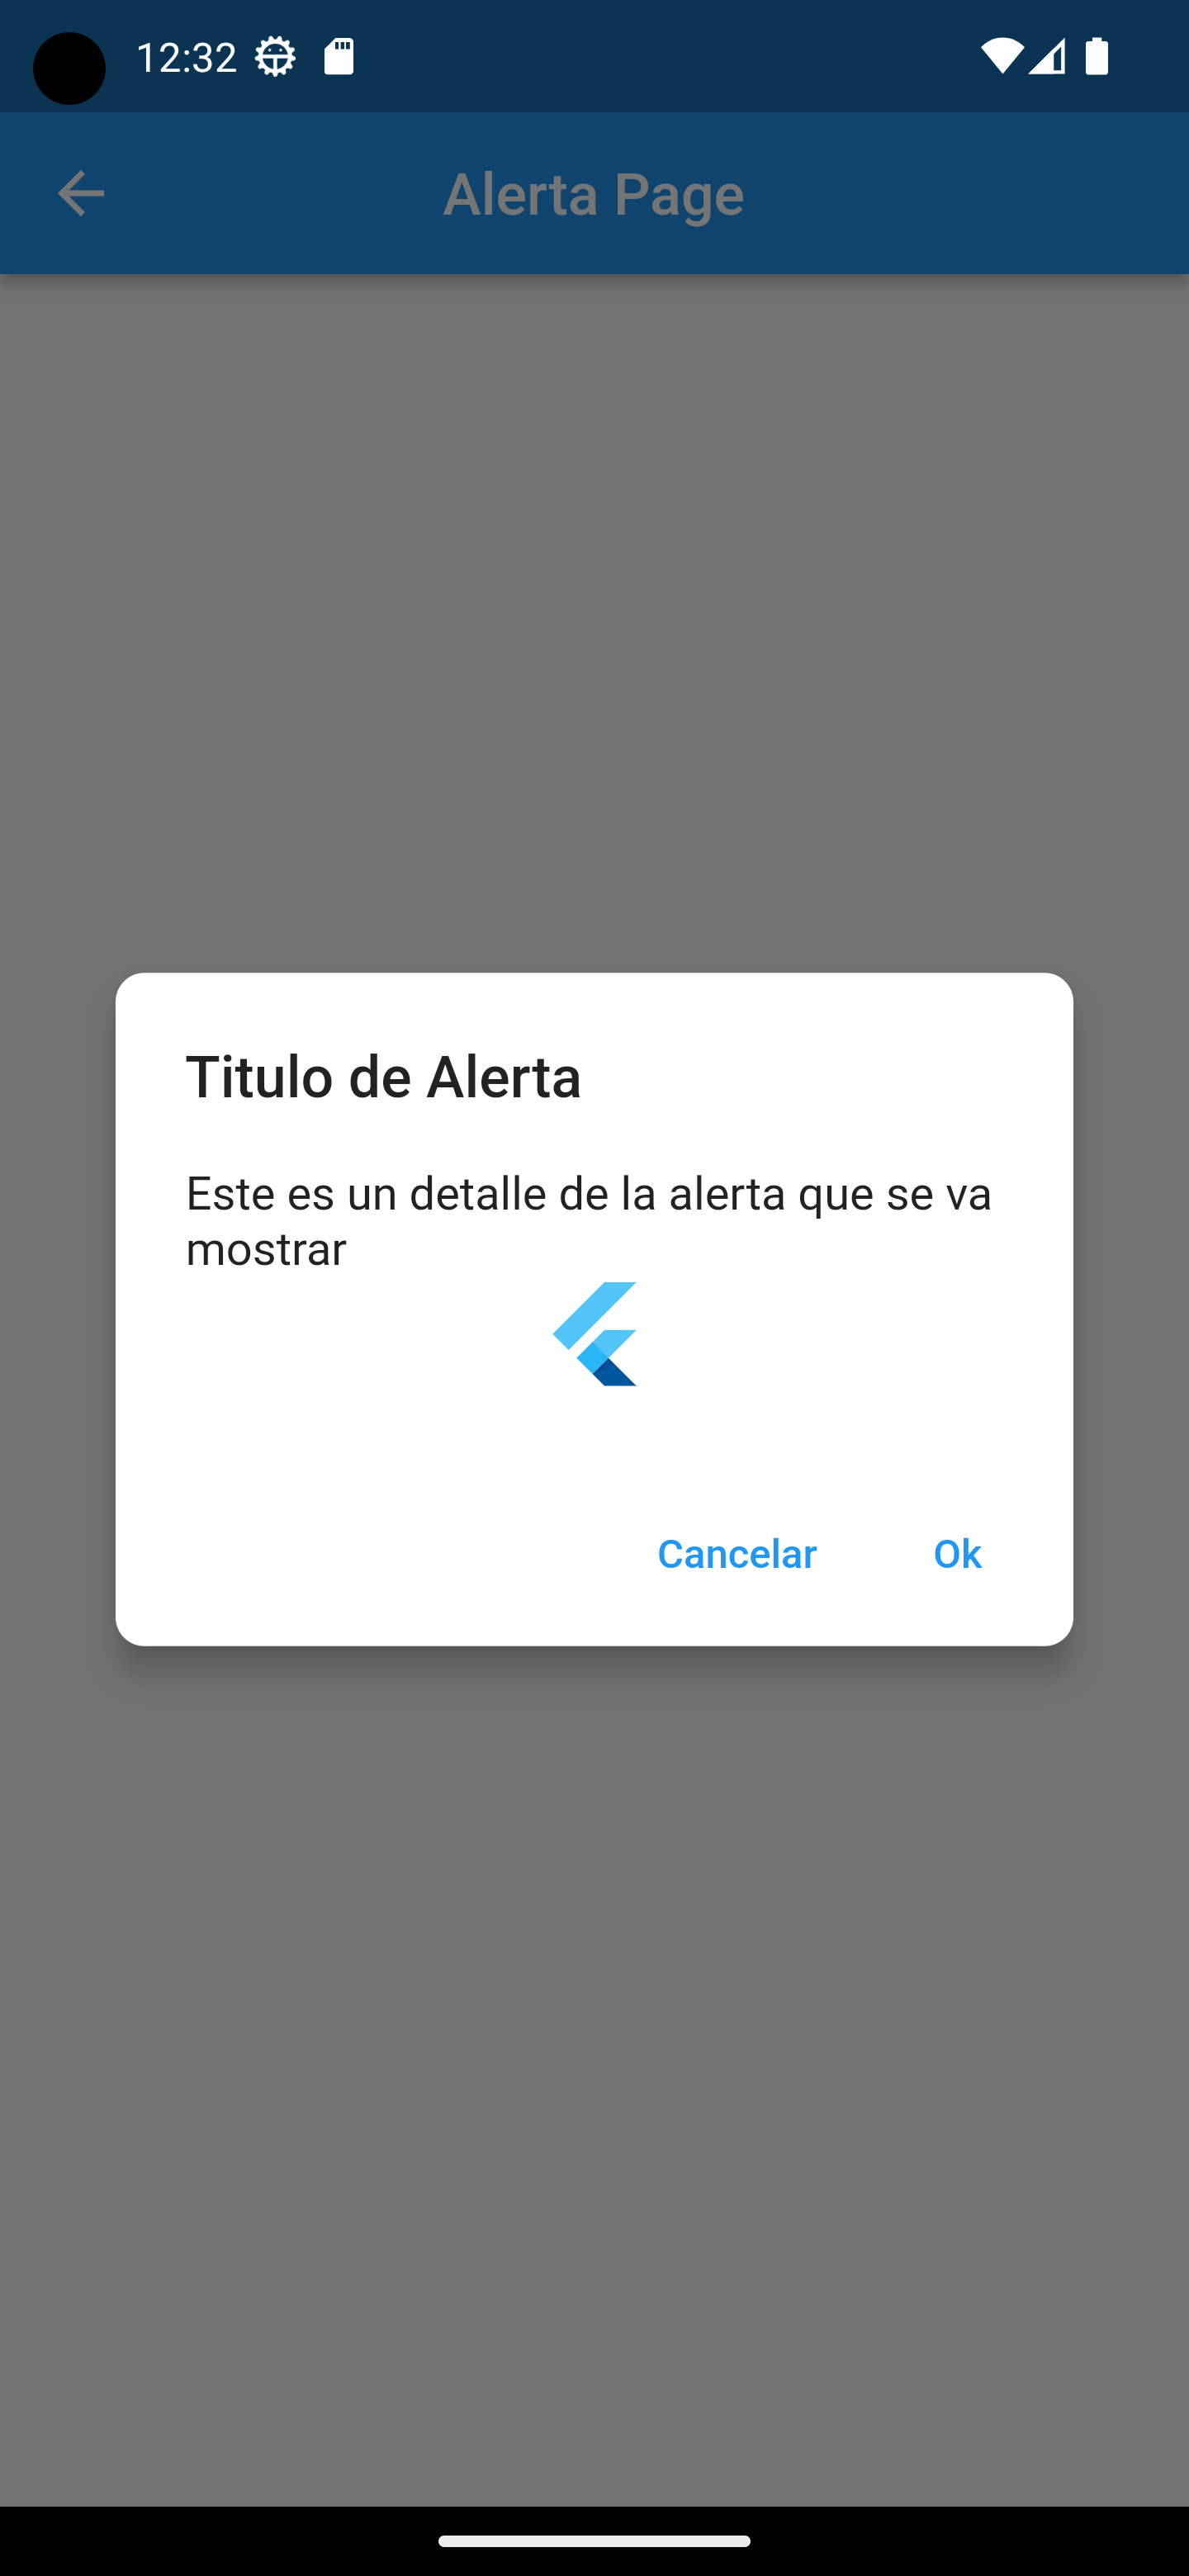 12:32
Alerta Page
Titulo de Alerta
Este es un detalle de la alerta que se va
mostrar
Cancelar
Ok